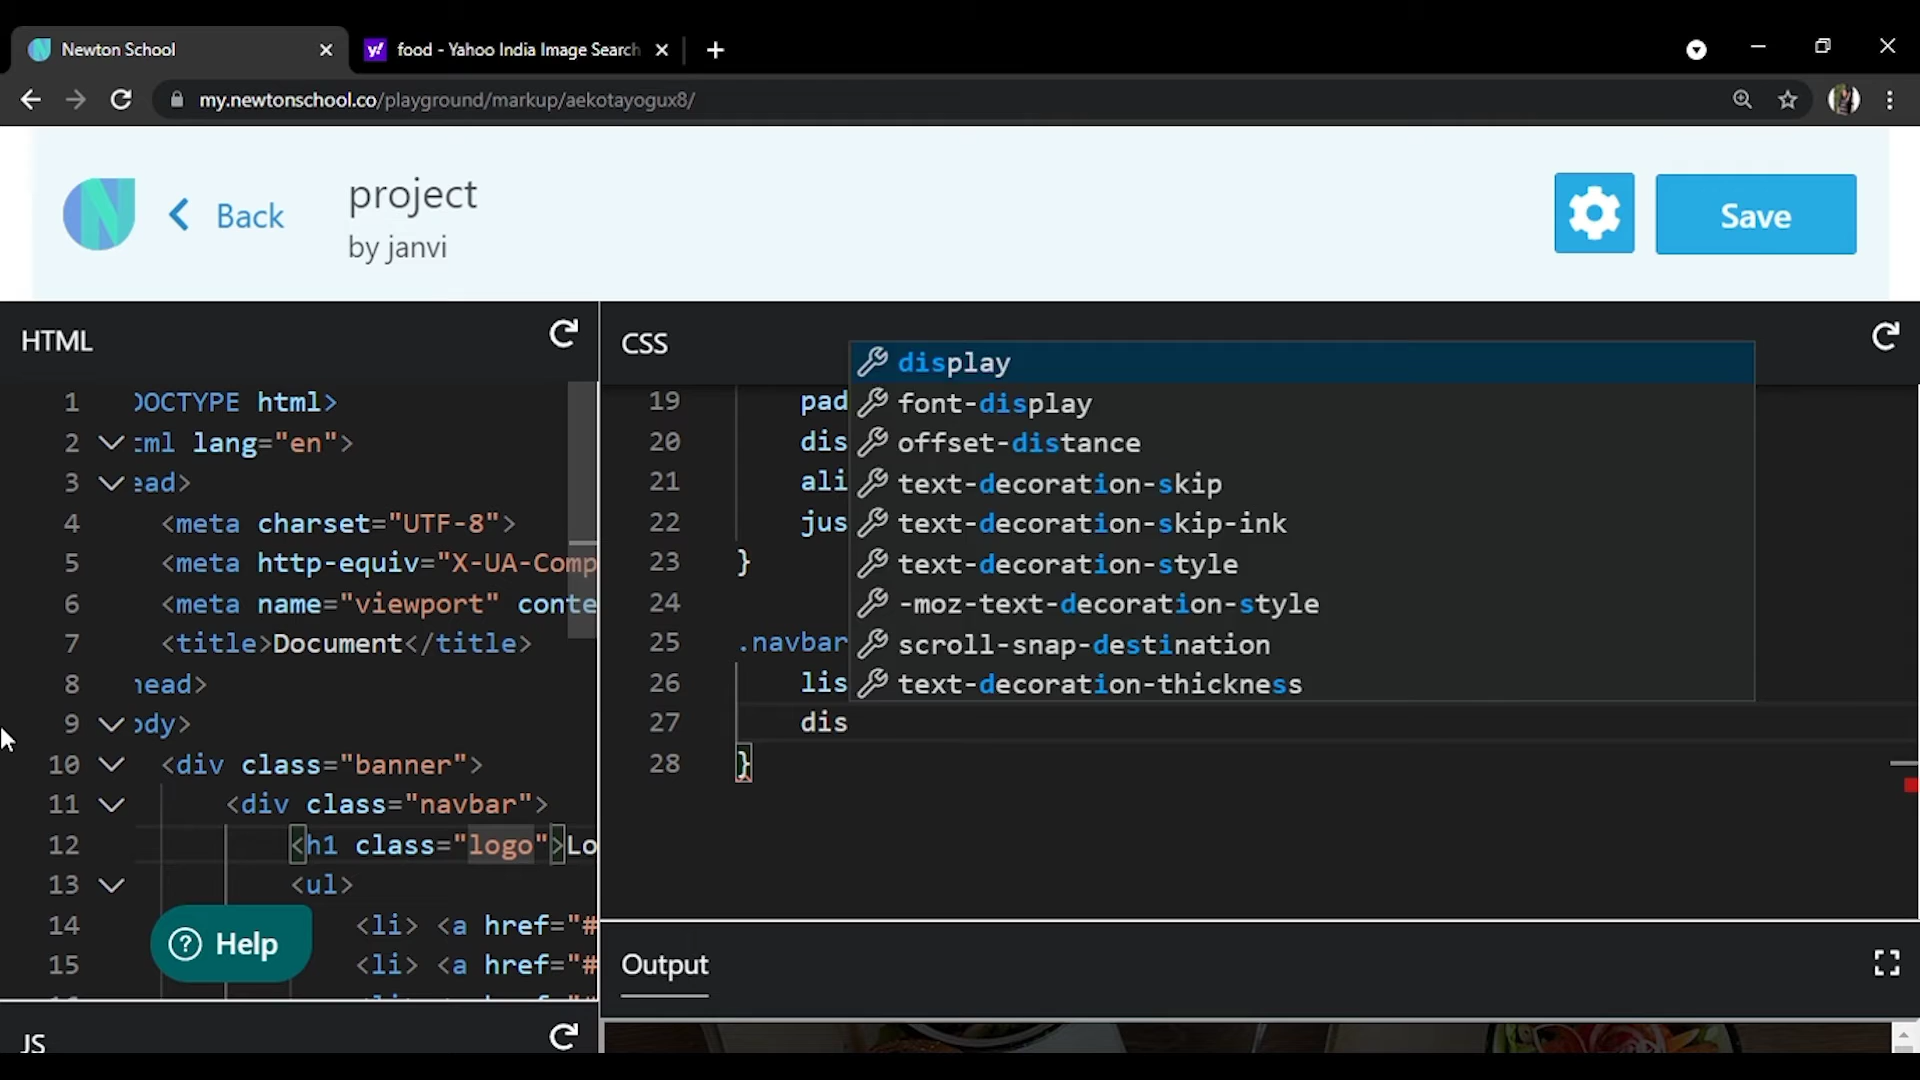 Newton School
food - Yahoo India Image Search
my.newtonschool.co/playground/markup/aekotayogux8/
Back
project
by janvi
Save
HTML
1 OCTYPE html>
2 ml lang="en">
3 ead>
4 <meta charset="UTF-8">
5 <meta http-equiv="X-UA-Comp
6 <meta name="viewport" conte
7 <title>Document</title>
8 head>
9 ody>
10 <div class="banner">
11 <div class="navbar">
12 <h1 class="logo">Lo
13 <ul>
14 <li> <a href="#
15 <li> <a href="#
Help
JS
CSS
19 pad
20 dis
21 ali
22 jus
23 }
24
25 .navbar
26 lis
27 dis
28 }
display
font-display
offset-distance
text-decoration-skip
text-decoration-skip-ink
text-decoration-style
-moz-text-decoration-style
scroll-snap-destination
text-decoration-thickness
Output